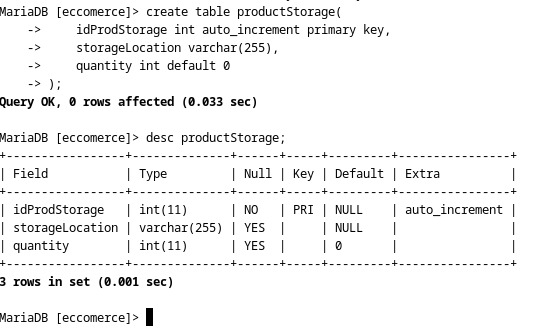 MariaDB [eccomerce]> create table productStorage(
    ->     idProdStorage int auto_increment primary key,
    ->     storageLocation varchar(255),
    ->     quantity int default 0
    -> );
Query OK, 0 rows affected (0.033 sec)

MariaDB [eccomerce]> desc productStorage;
+-----------------+--------------+------+-----+---------+----------------+
| Field           | Type         | Null | Key | Default | Extra          |
+-----------------+--------------+------+-----+---------+----------------+
| idProdStorage   | int(11)      | NO   | PRI | NULL    | auto_increment |
| storageLocation | varchar(255) | YES  |     | NULL    |                |
| quantity        | int(11)      | YES  |     | 0       |                |
+-----------------+--------------+------+-----+---------+----------------+
3 rows in set (0.001 sec)

MariaDB [eccomerce]>